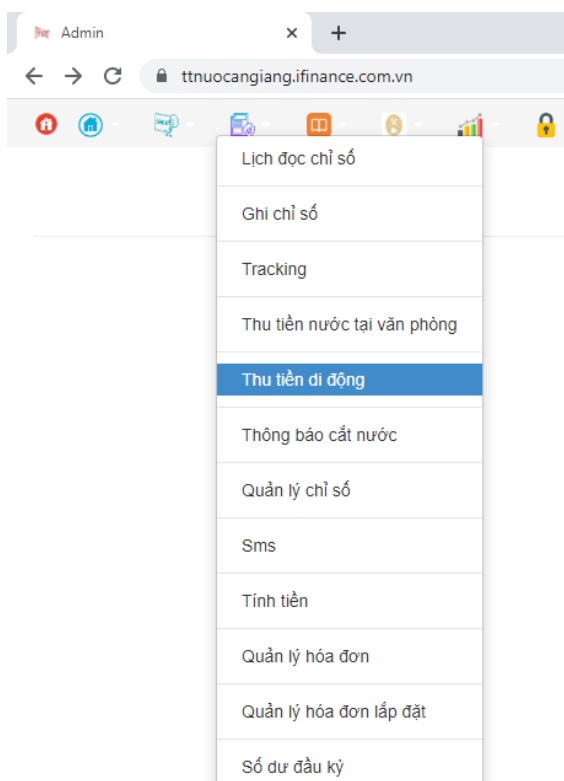 Admin
ttnuocangiang.ifinance.com.vn
Lịch đọc chỉ số
Ghi chỉ số
Tracking
Thu tiền nước tại văn phòng
Thu tiền di động
Thông báo cắt nước
Quản lý chỉ số
Sms
Tính tiền
Quản lý hóa đơn
Quản lý hóa đơn lắp đặt
Số dư đầu kỳ